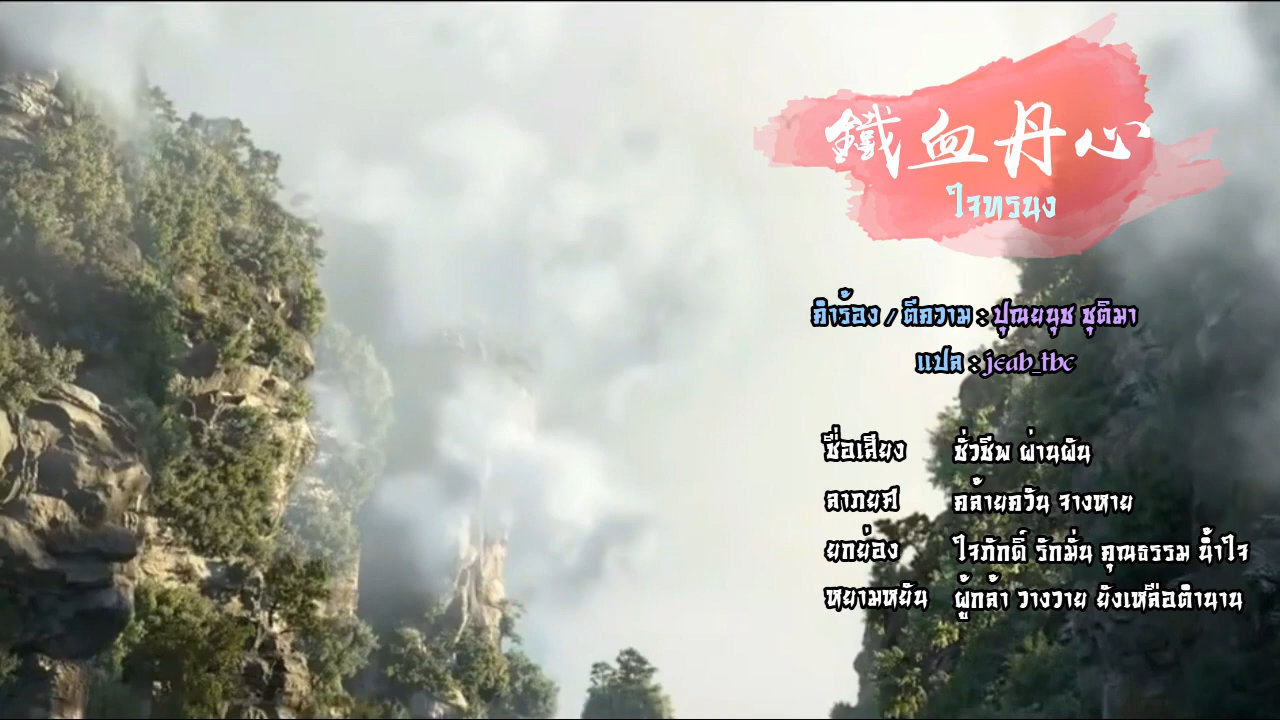 鐵血丹心
ใจทรนง
คำร้อง / ตีความ : ปุณยนุช ชุติมา
แปล : jeab_tbc
ชื่อเสียง ชั่วชีพ ผ่านผัน
ลาภยศ คล้ายควัน จางหาย
ยกย่อง ใจภักดิ์ รักมั่น คุณธรรม น้ำใจ
หยามหยัน ผู้กล้า วางวาย ยังเหลือตำนาน